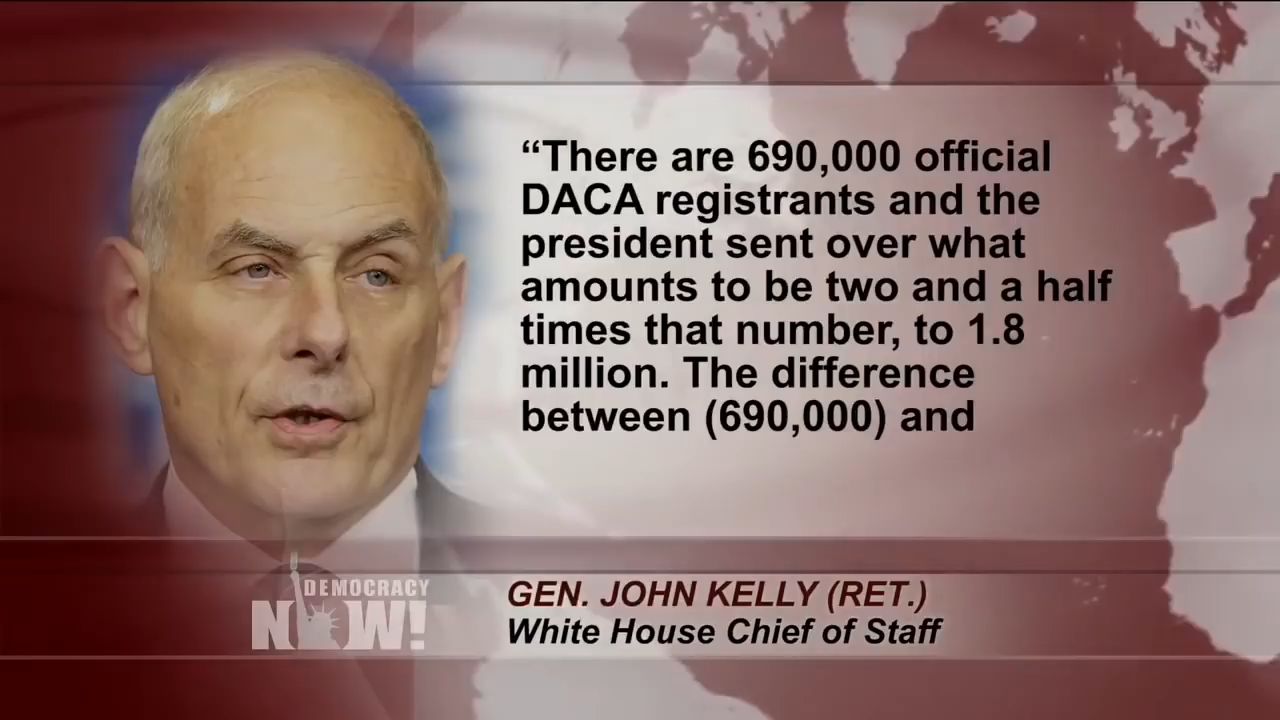 “There are 690,000 official
DACA registrants and the
president sent over what
amounts to be two and a half
times that number, to 1.8
million. The difference
between (690,000) and
DEMOCRACY
NOW!
GEN. JOHN KELLY (RET.)
White House Chief of Staff